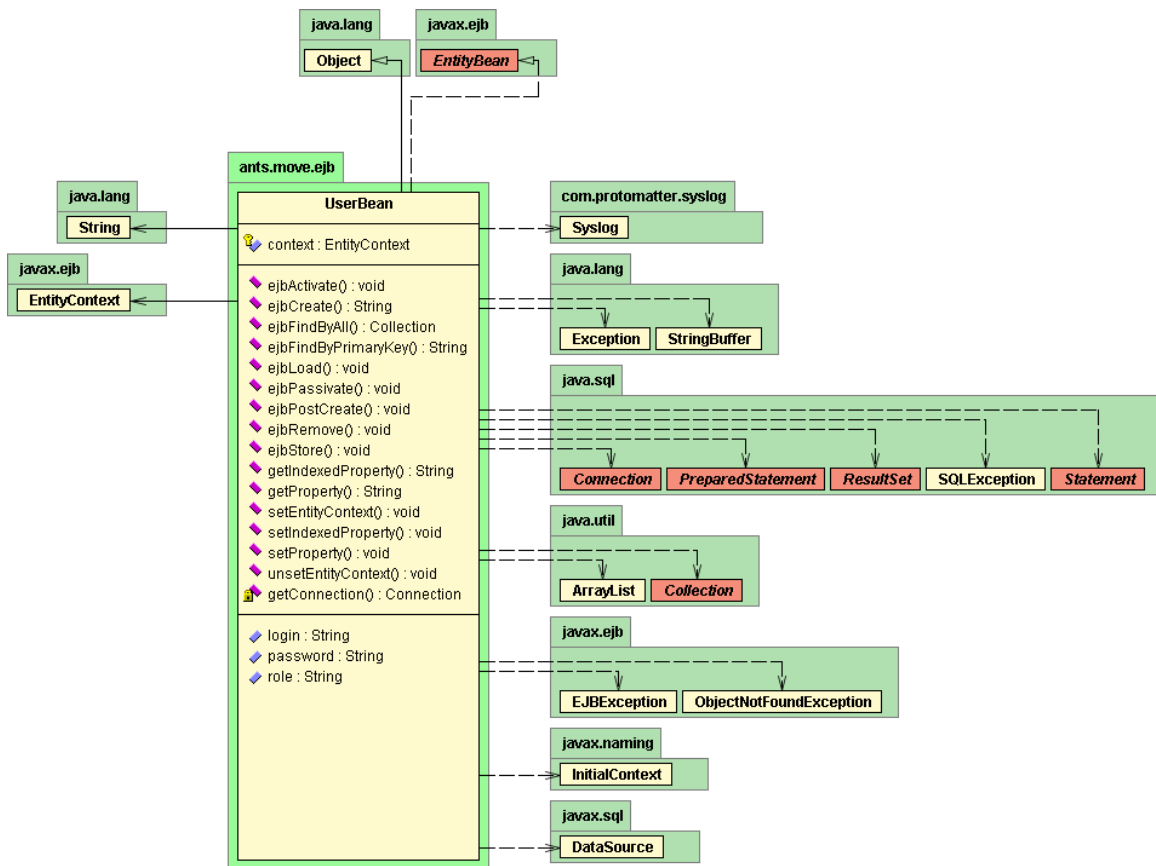 java.lang
Object
javax.ejb
EntityBean
java.lang
String
javax.ejb
EntityContext
ants.move.ejb
UserBean
context : EntityContext
ejbActivate() : void
ejbCreate() : String
ejbFindByAll() : Collection
ejbFindByPrimaryKey() : String
ejbLoad() : void
ejbPassivate() : void
ejbPostCreate() : void
ejbRemove() : void
ejbStore() : void
getIndexedProperty() : String
getProperty() : String
setEntityContext() : void
setIndexedProperty() : void
setProperty() : void
unsetEntityContext() : void
getConnection() : Connection
login : String
password : String
role : String
com.protomatter.syslog
Syslog
java.lang
Exception StringBuffer
java.sql
Connection PreparedStatement ResultSet SQLException Statement
java.util
ArrayList Collection
javax.ejb
EJBException ObjectNotFoundException
javax.naming
InitialContext
javax.sql
DataSource